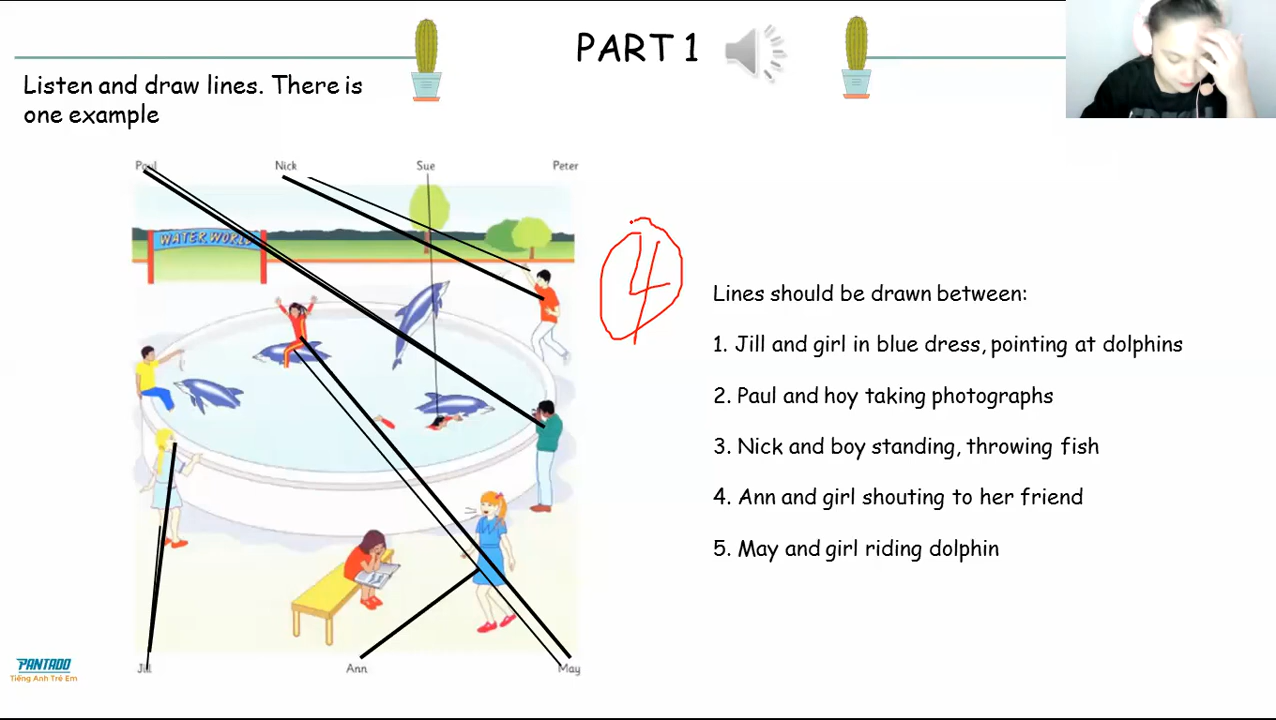 PART 1
Listen and draw lines. There is
one example
Paul Nick Sue Peter
WATER WORLD
4
Lines should be drawn between:
1. Jill and girl in blue dress, pointing at dolphins
2. Paul and hoy taking photographs
3. Nick and boy standing, throwing fish
4. Ann and girl shouting to her friend
5. May and girl riding dolphin
Jill Ann May
PANTADO
Tiếng Anh Trẻ Em